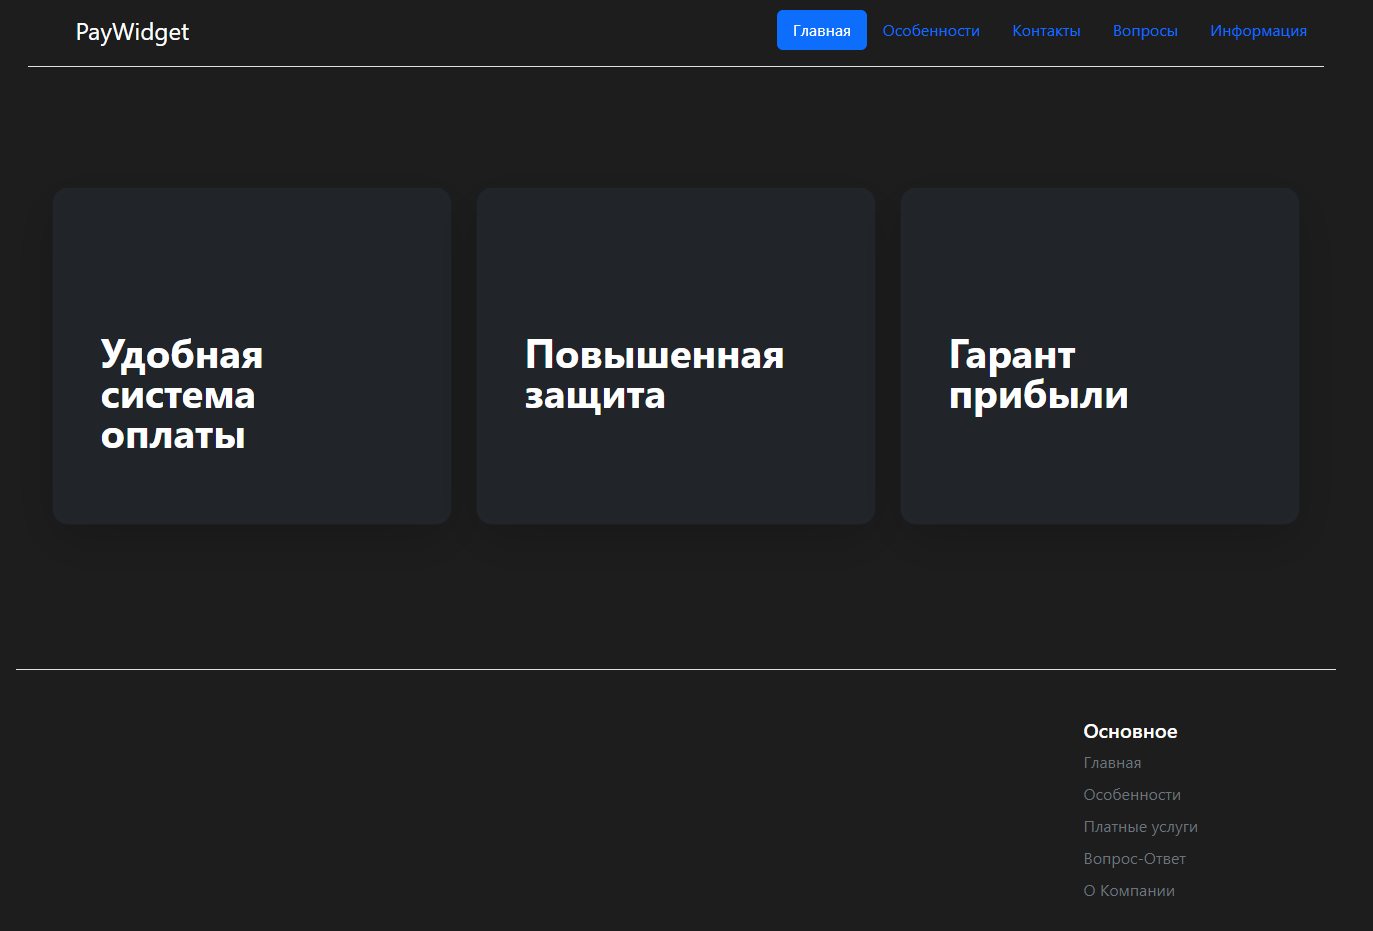 PayWidget
Главная
Особенности
Контакты
Вопросы
Информация
Удобная
система
оплаты
Повышенная
защита
Гарант
прибыли
Основное
Главная
Особенности
Платные услуги
Вопрос-Ответ
О Компании